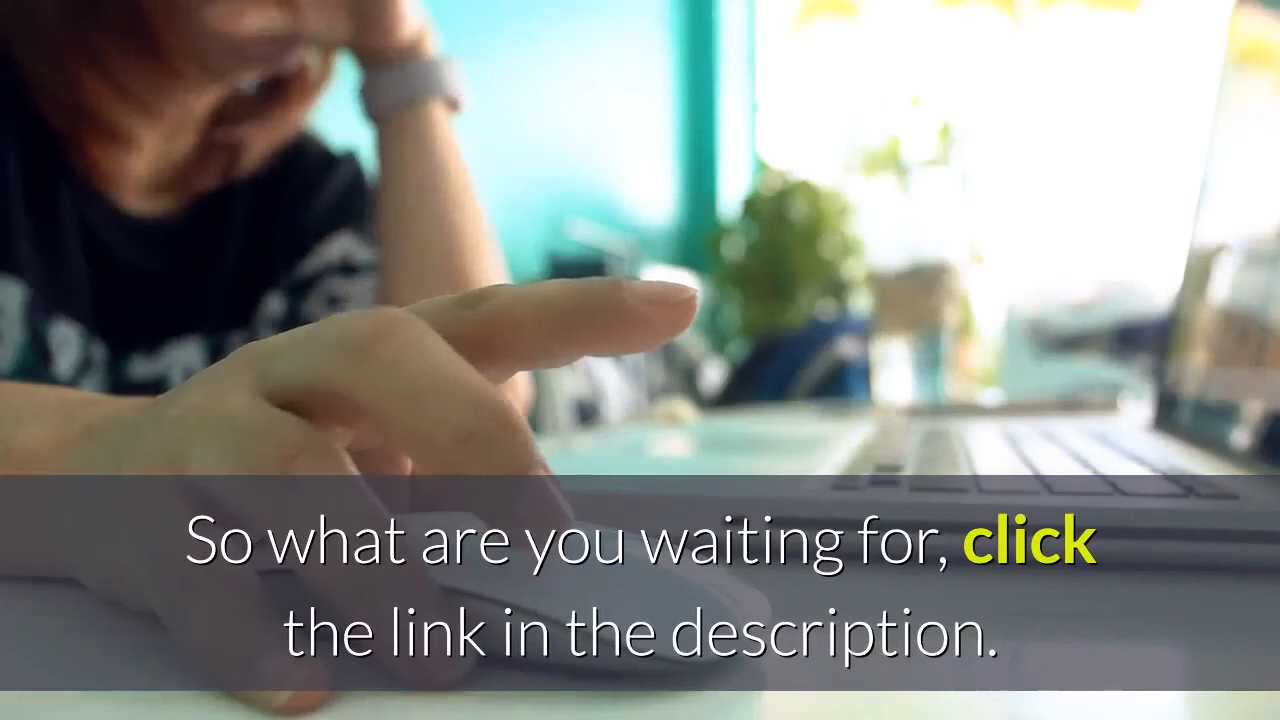 So what are you waiting for, click
the link in the description.